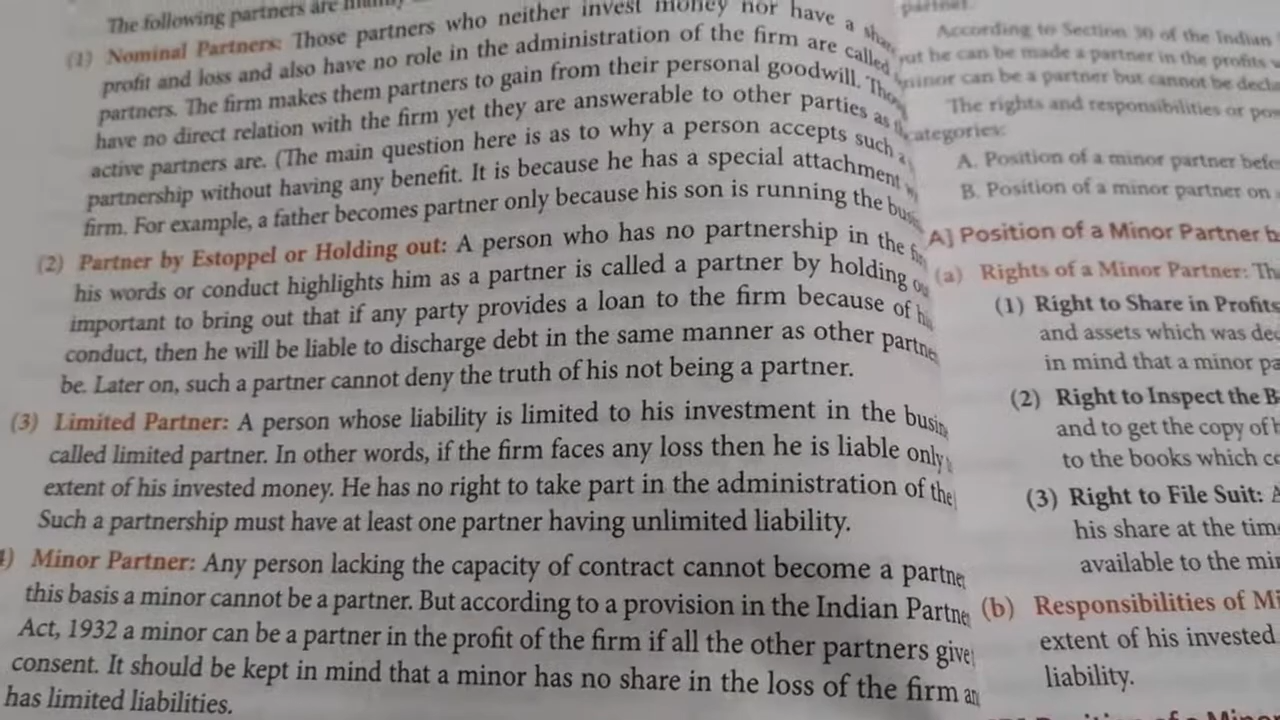 The following partners are
(1) Nominal Partners: Those partners who neither invest money nor have a
profit and loss and also have no role in the administration of the firm are called
partners. The firm makes them partners to gain from their personal goodwill.
have no direct relation with the firm yet they are answerable to other parties as
active partners are. (The main question here is as to why a person accepts such
partnership without having any benefit. It is because he has a special attachment
firm. For example, a father becomes partner only because his son is running the
(2) Partner by Estoppel or Holding out: A person who has no partnership in the
his words or conduct highlights him as a partner is called a partner by holding
important to bring out that if any party provides a loan to the firm because of
conduct, then he will be liable to discharge debt in the same manner as other
be. Later on, such a partner cannot deny the truth of his not being a partner.
(3) Limited Partner: A person whose liability is limited to his investment in the
called limited partner. In other words, if the firm faces any loss then he is liable only
extent of his invested money. He has no right to take part in the administration of the
Such a partnership must have at least one partner having unlimited liability.
) Minor Partner: Any person lacking the capacity of contract cannot become a
this basis a minor cannot be a partner. But according to a provision in the Indian
Act, 1932 a minor can be a partner in the profit of the firm if all the other partners give
consent. It should be kept in mind that a minor has no share in the loss of the firm
has limited liabilities.
According to Section 30 of the Indian
he can be made a partner in the profits
can be a partner but cannot be
The rights and responsibilities or
A. Position of a minor partner
B. Position of a minor partner on
A] Position of a Minor Partner
(a) Rights of a Minor Partner:
(1) Right to Share in Profits
and assets which was
in mind that a minor
(2) Right to Inspect the
and to get the copy of
to the books which
(3) Right to File Suit:
his share at the
available to the
(b) Responsibilities of
extent of his invested
liability.